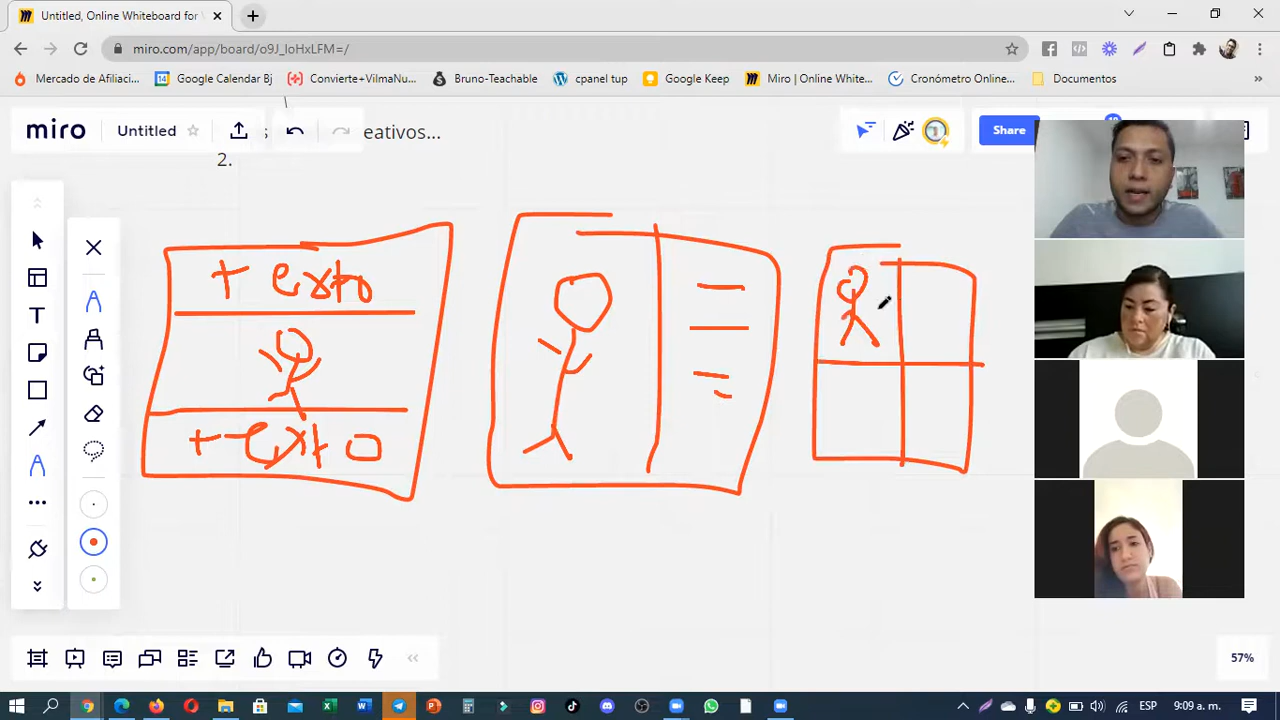 Untitled, Online Whiteboard for
miro.com/app/board/o9J_loHxLFM=/
Mercado de Afiliaci...
14
Google Calendar Bj
Convierte+VilmaNu...
Bruno-Teachable
cpanel tup
Google Keep
Miro | Online White...
Cronómetro Online...
Documentos
»
miro
Untitled
Share
eativos...
2.
texto
texto
57%
ESP
9:09 a. m.